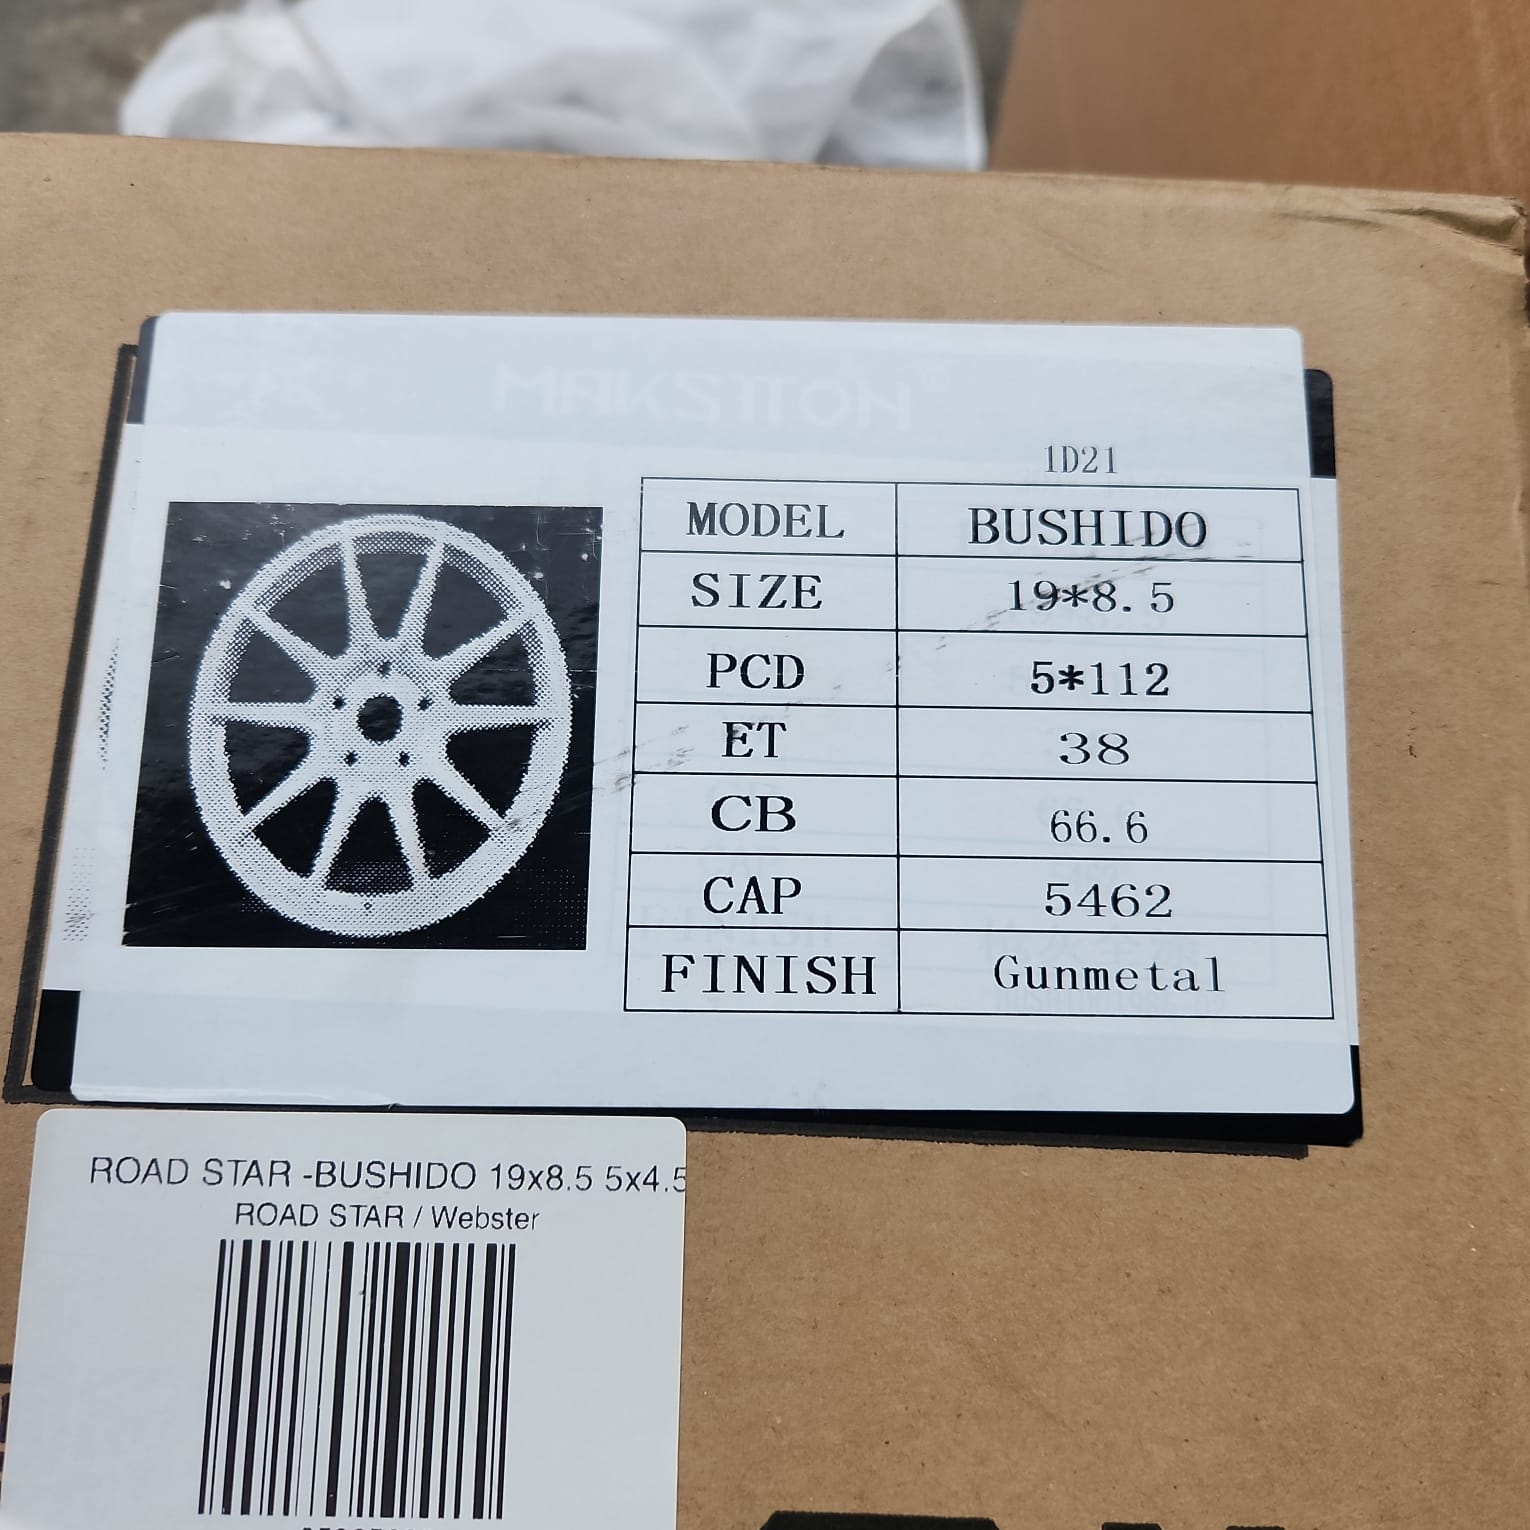 MAKSTTON
1D21
MODEL BUSHIDO
SIZE 19*8.5
PCD 5*112
ET 38
CB 66.6
CAP 5462
FINISH Gunmetal
ROAD STAR -BUSHIDO 19x8.5 5x4.5
ROAD STAR / Webster